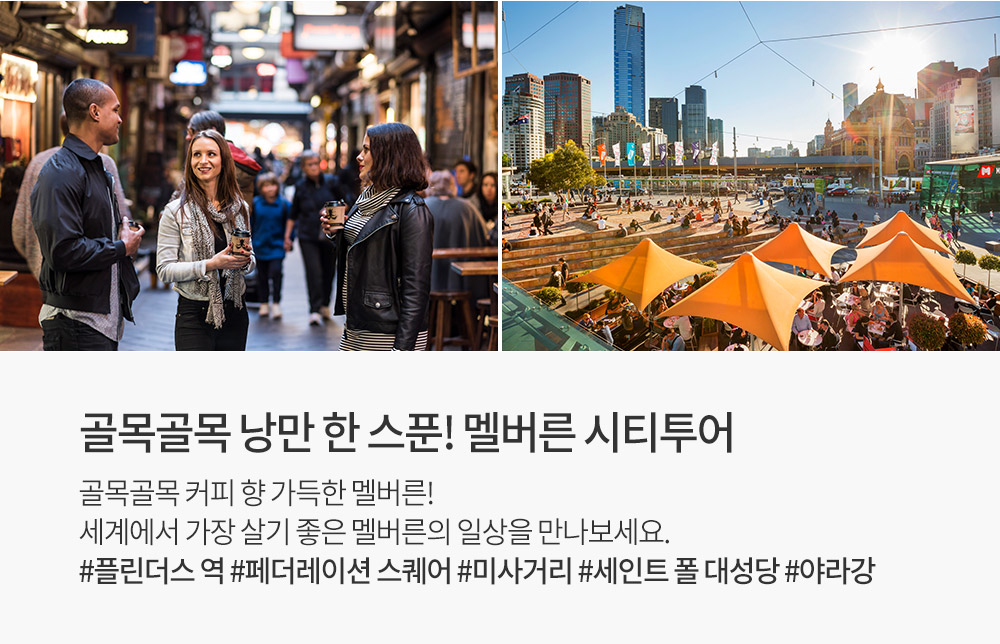 골목골목 낭만 한 스푼! 멜버른 시티투어
골목골목 커피 향 가득한 멜버른!
세계에서 가장 살기 좋은 멜버른의 일상을 만나보세요.
#플린더스 역 #페더레이션 스퀘어 #미사거리 #세인트 폴 대성당 #야라강